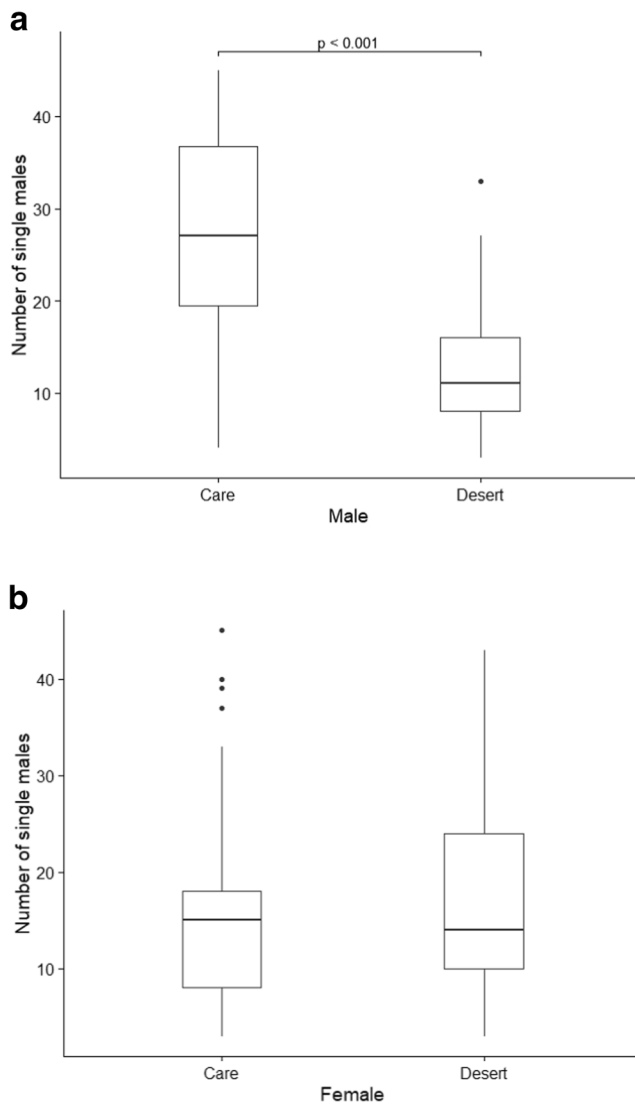 a
p < 0.001
Number of single males
40
30
20
10
Care
Desert
Male
b
Number of single males
40
30
20
10
Care
Desert
Female